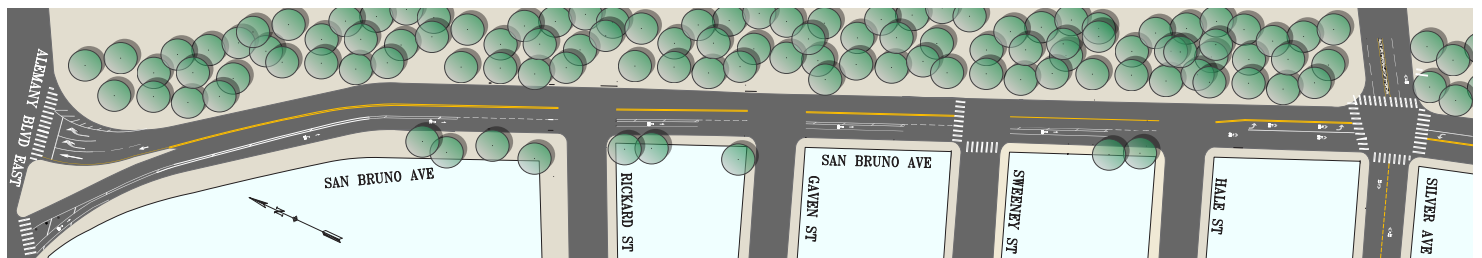 ALEMANY BLVD EAST
SAN BRUNO AVE
N
RICKARD ST
GAVEN ST
SAN BRUNO AVE
SWEENEY ST
HALE ST
SILVER AVE